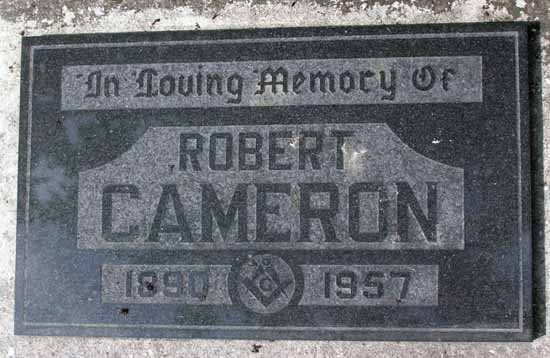 In Loving Memory Of
ROBERT
CAMERON
1890 G 1957